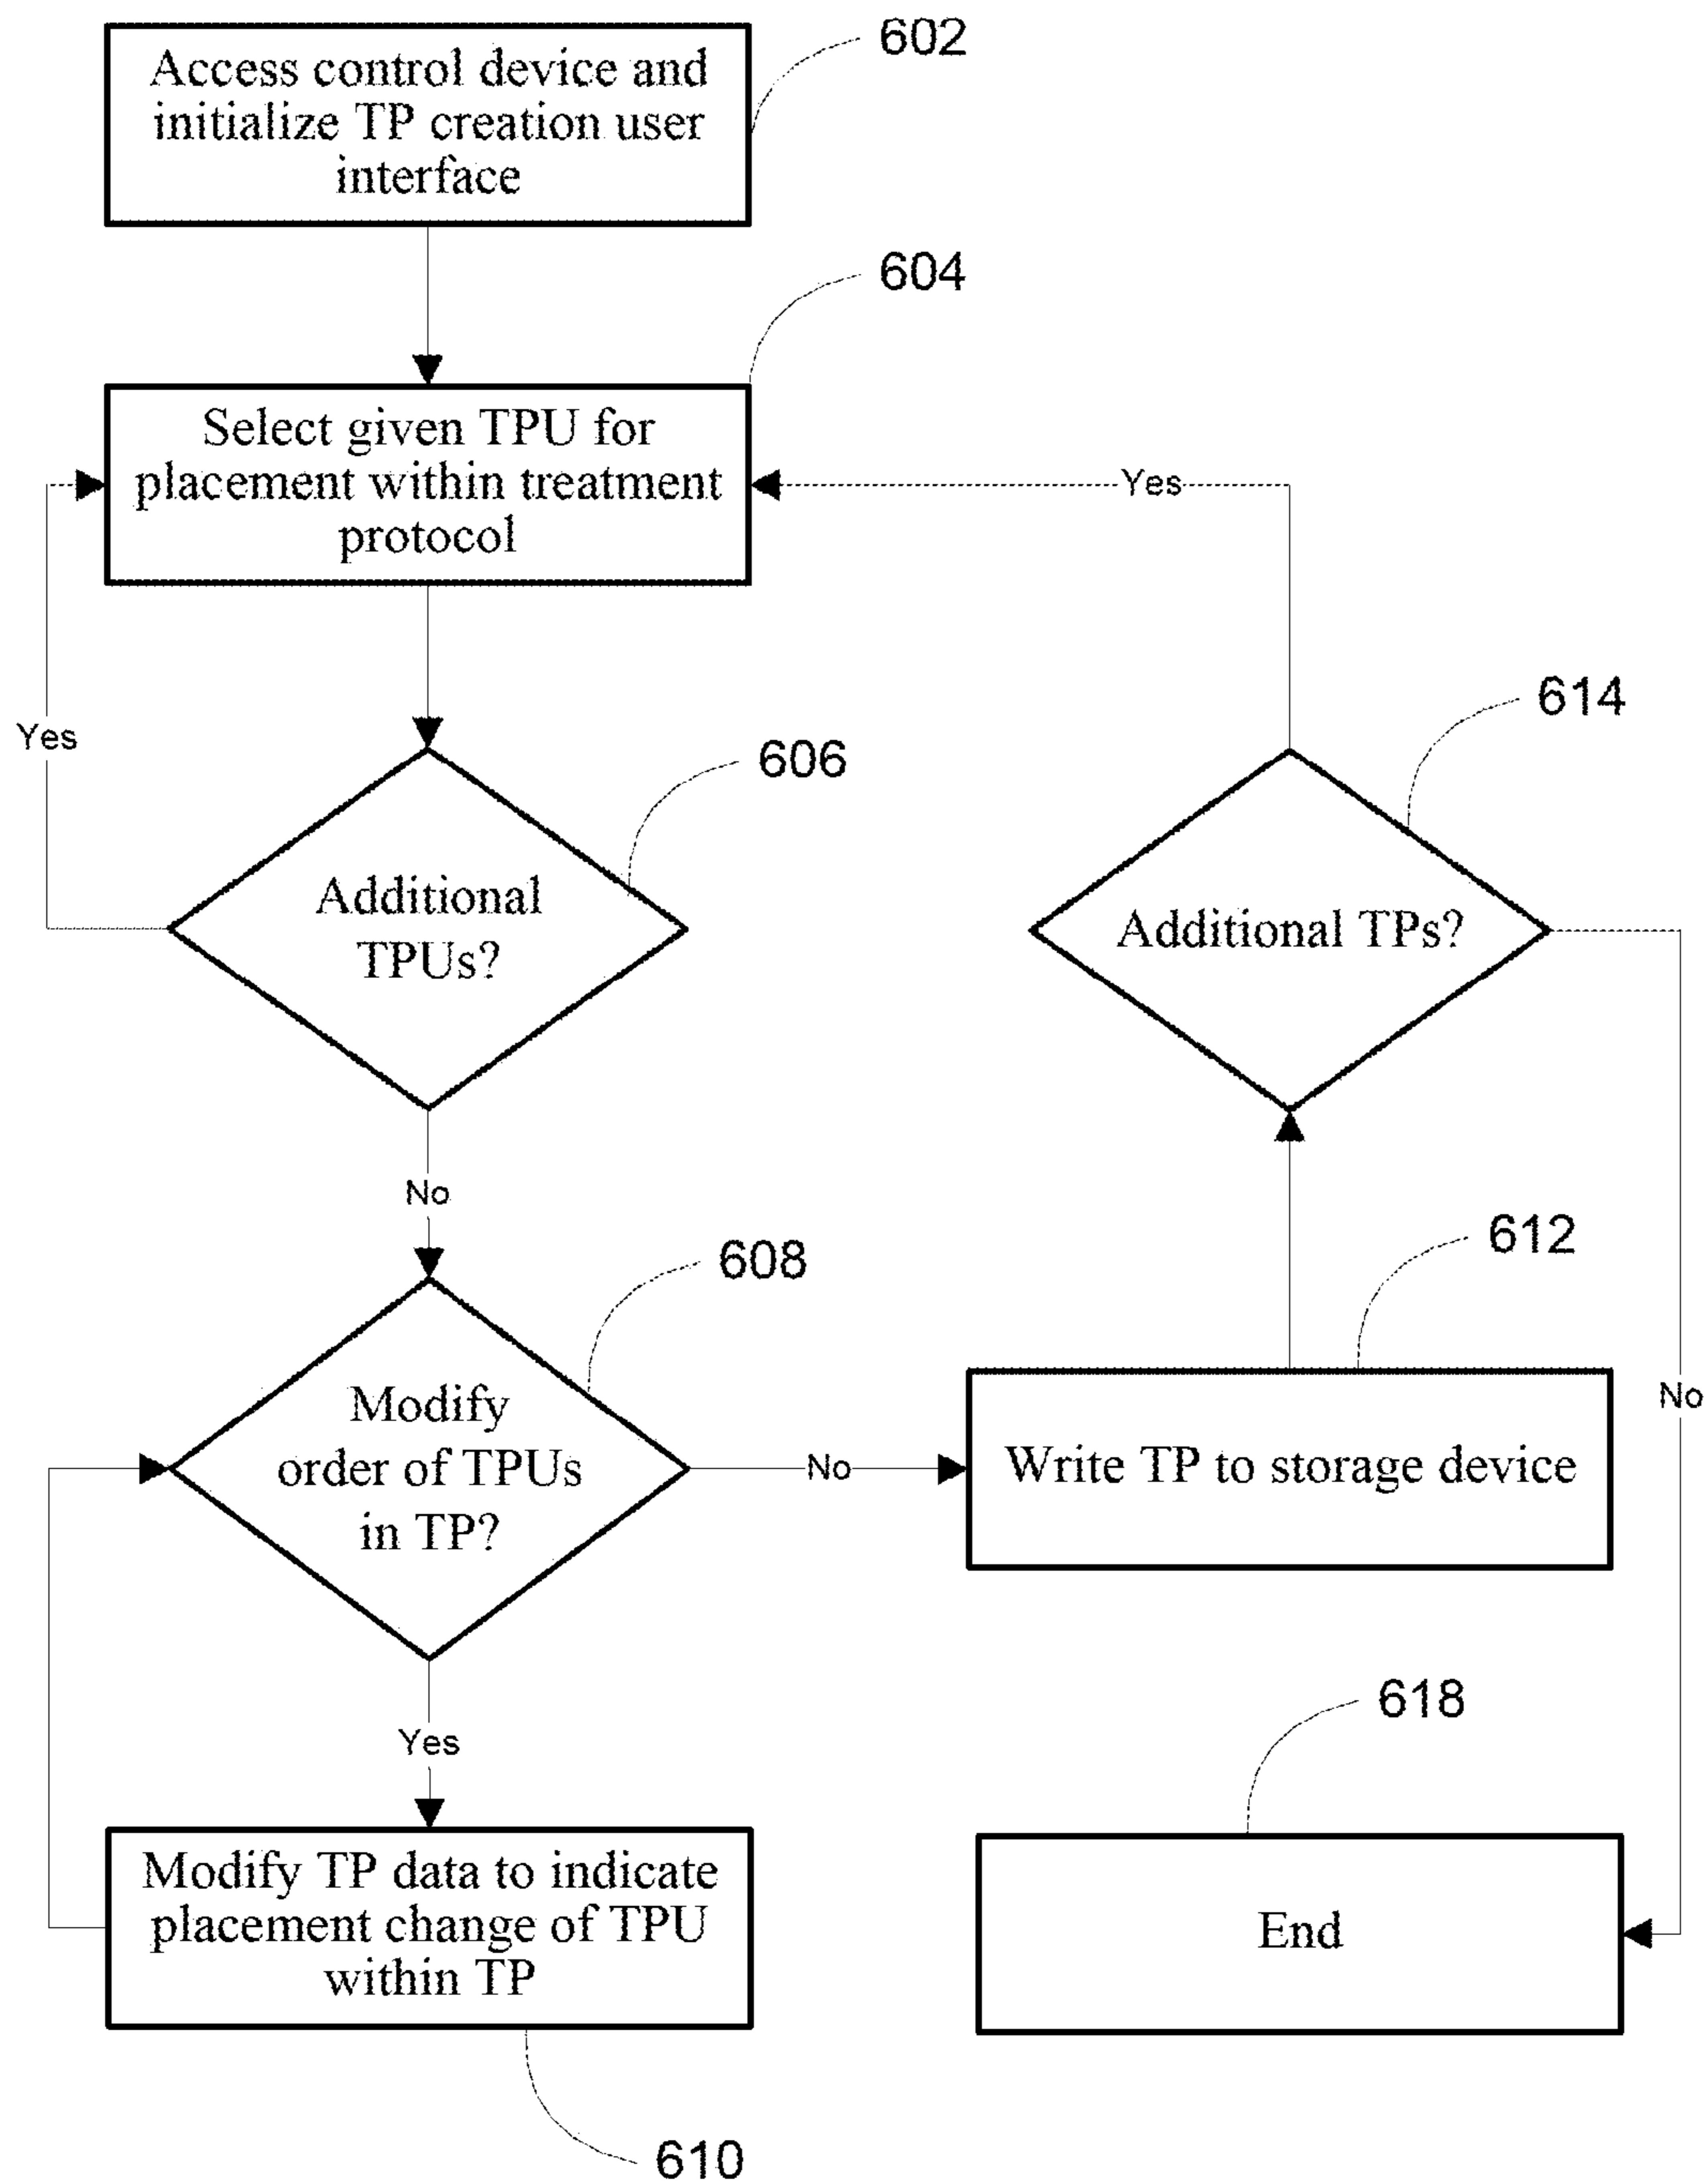 602
Access control device and
initialize TP creation user
interface
604
Select given TPU for
placement within treatment
protocol
Yes
Yes
614
606
Additional
TPUs?
Additional TPs?
No
608
612
Modify
order of TPUs
in TP?
No
Write TP to storage device
No
618
Yes
Modify TP data to indicate
placement change of TPU
within TP
End
610